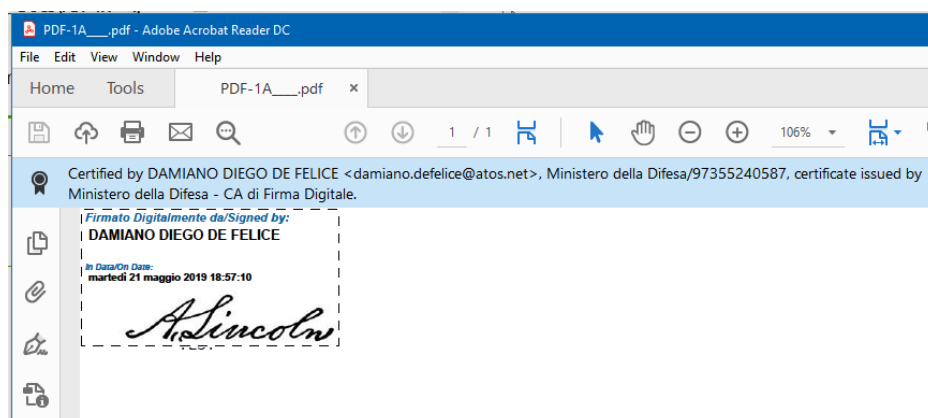 PDF-1A___.pdf - Adobe Acrobat Reader DC
File Edit View Window Help
Home Tools PDF-1A___.pdf ×
1 / 1 106%
Certified by DAMIANO DIEGO DE FELICE <damiano.defelice@atos.net>, Ministero della Difesa/97355240587, certificate issued by
Ministero della Difesa - CA di Firma Digitale.
Firmato Digitalmente da/Signed by:
DAMIANO DIEGO DE FELICE
In Data/On Date:
martedì 21 maggio 2019 18:57:10
A. Lincoln